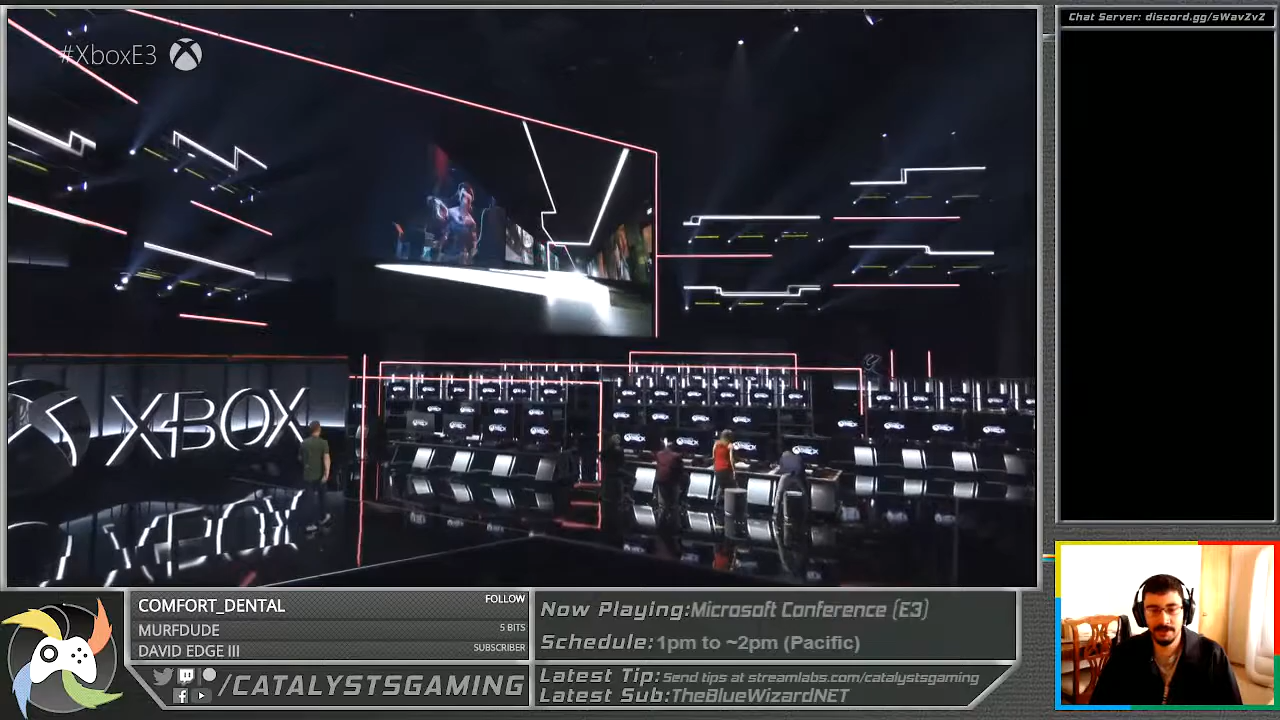 #XboxE3
Chat Server: discord.gg/sWavZvZ
XBOX
COMFORT_DENTAL FOLLOW
MURFDUDE 5 BITS
DAVID EDGE III SUBSCRIBER
/CATALYSTSGAMING
Now Playing:Microsoft Conference (E3)
Schedule:1pm to ~2pm (Pacific)
Latest Tip: Send tips at streamlabs.com/catalystsgaming
Latest Sub:TheBlueWizardNET